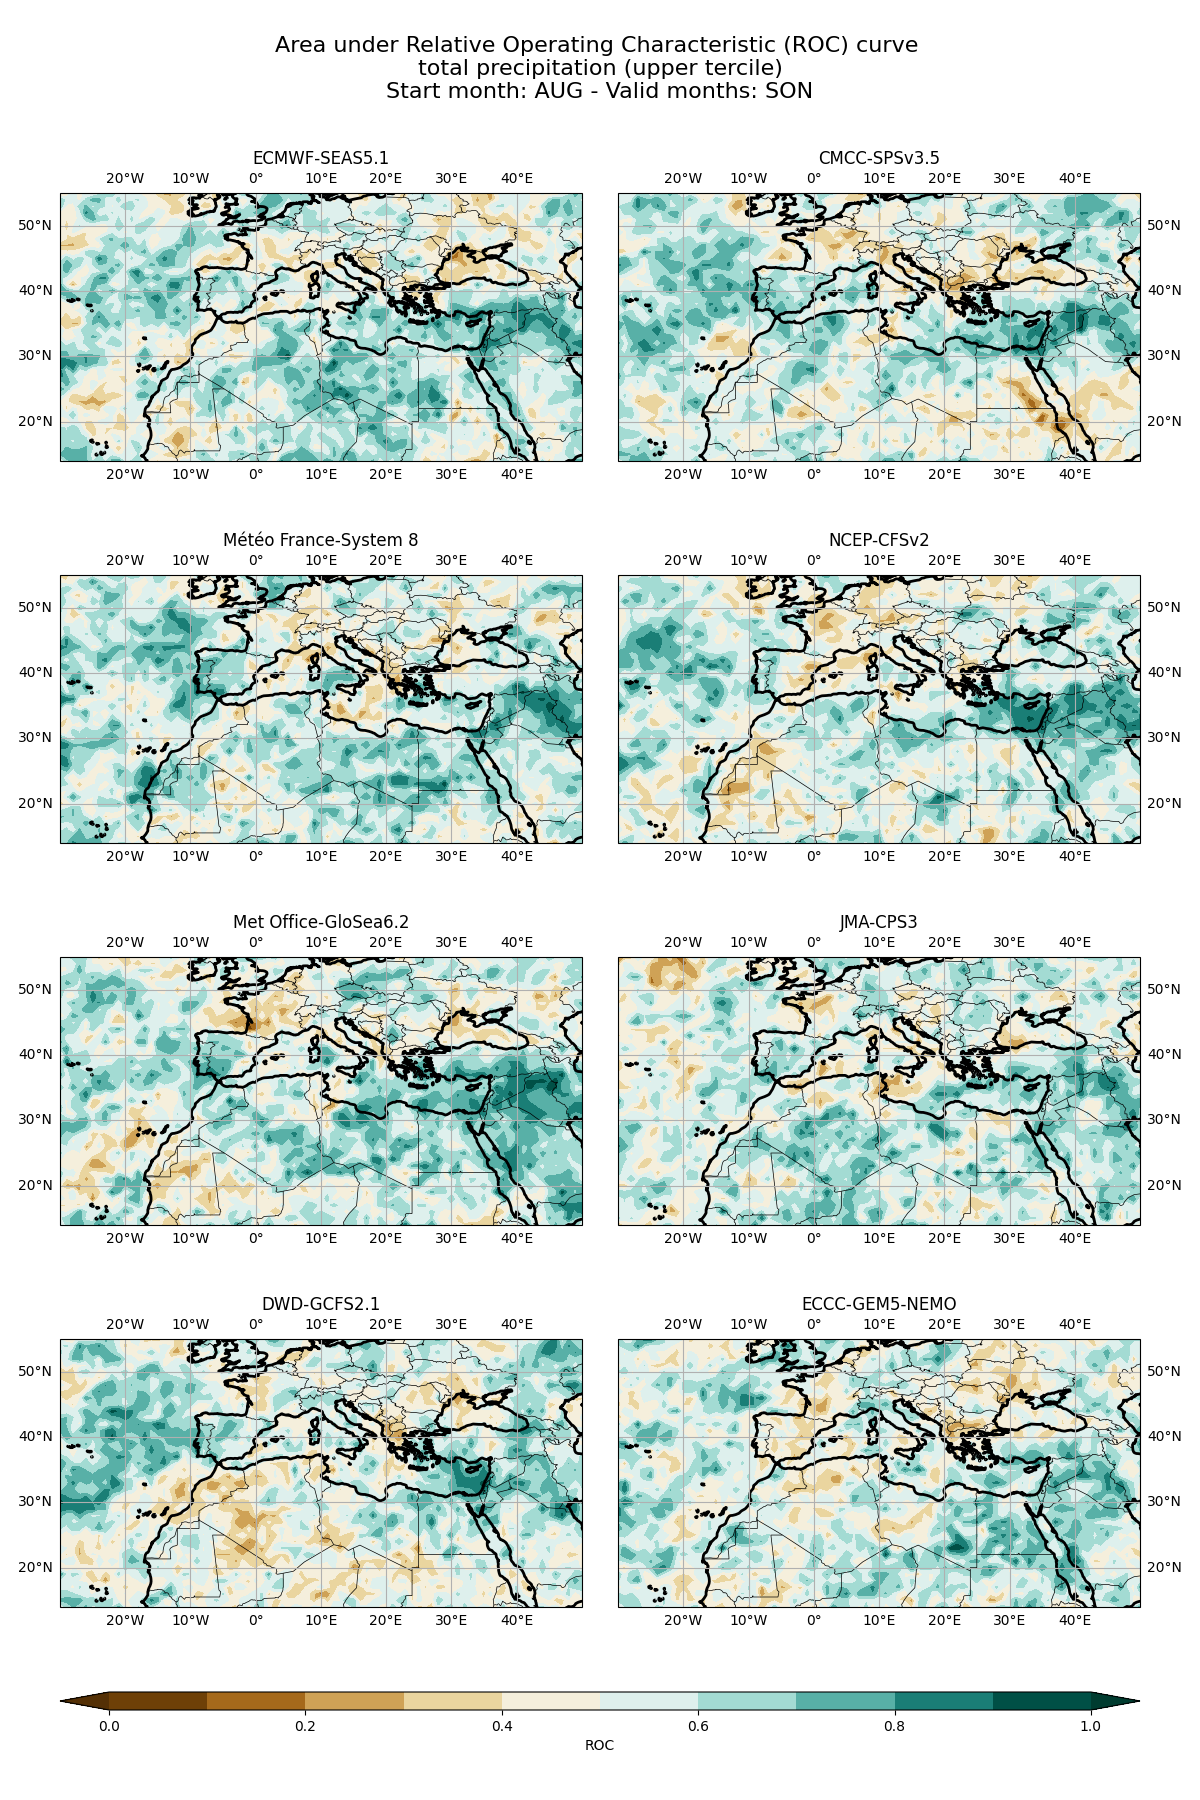 Area under Relative Operating Characteristic (ROC) curve
total precipitation (upper tercile)
Start month: AUG - Valid months: SON
ECMWF-SEAS5.1
20°W 10°W 0° 10°E 20°E 30°E 40°E
50°N
40°N
30°N
20°N
20°W 10°W 0° 10°E 20°E 30°E 40°E
CMCC-SPSv3.5
20°W 10°W 0° 10°E 20°E 30°E 40°E
50°N
40°N
30°N
20°N
20°W 10°W 0° 10°E 20°E 30°E 40°E
Météo France-System 8
20°W 10°W 0° 10°E 20°E 30°E 40°E
50°N
40°N
30°N
20°N
20°W 10°W 0° 10°E 20°E 30°E 40°E
NCEP-CFSv2
20°W 10°W 0° 10°E 20°E 30°E 40°E
50°N
40°N
30°N
20°N
20°W 10°W 0° 10°E 20°E 30°E 40°E
Met Office-GloSea6.2
20°W 10°W 0° 10°E 20°E 30°E 40°E
50°N
40°N
30°N
20°N
20°W 10°W 0° 10°E 20°E 30°E 40°E
JMA-CPS3
20°W 10°W 0° 10°E 20°E 30°E 40°E
50°N
40°N
30°N
20°N
20°W 10°W 0° 10°E 20°E 30°E 40°E
DWD-GCFS2.1
20°W 10°W 0° 10°E 20°E 30°E 40°E
50°N
40°N
30°N
20°N
20°W 10°W 0° 10°E 20°E 30°E 40°E
ECCC-GEM5-NEMO
20°W 10°W 0° 10°E 20°E 30°E 40°E
50°N
40°N
30°N
20°N
20°W 10°W 0° 10°E 20°E 30°E 40°E
0.0 0.2 0.4 0.6 0.8 1.0
ROC